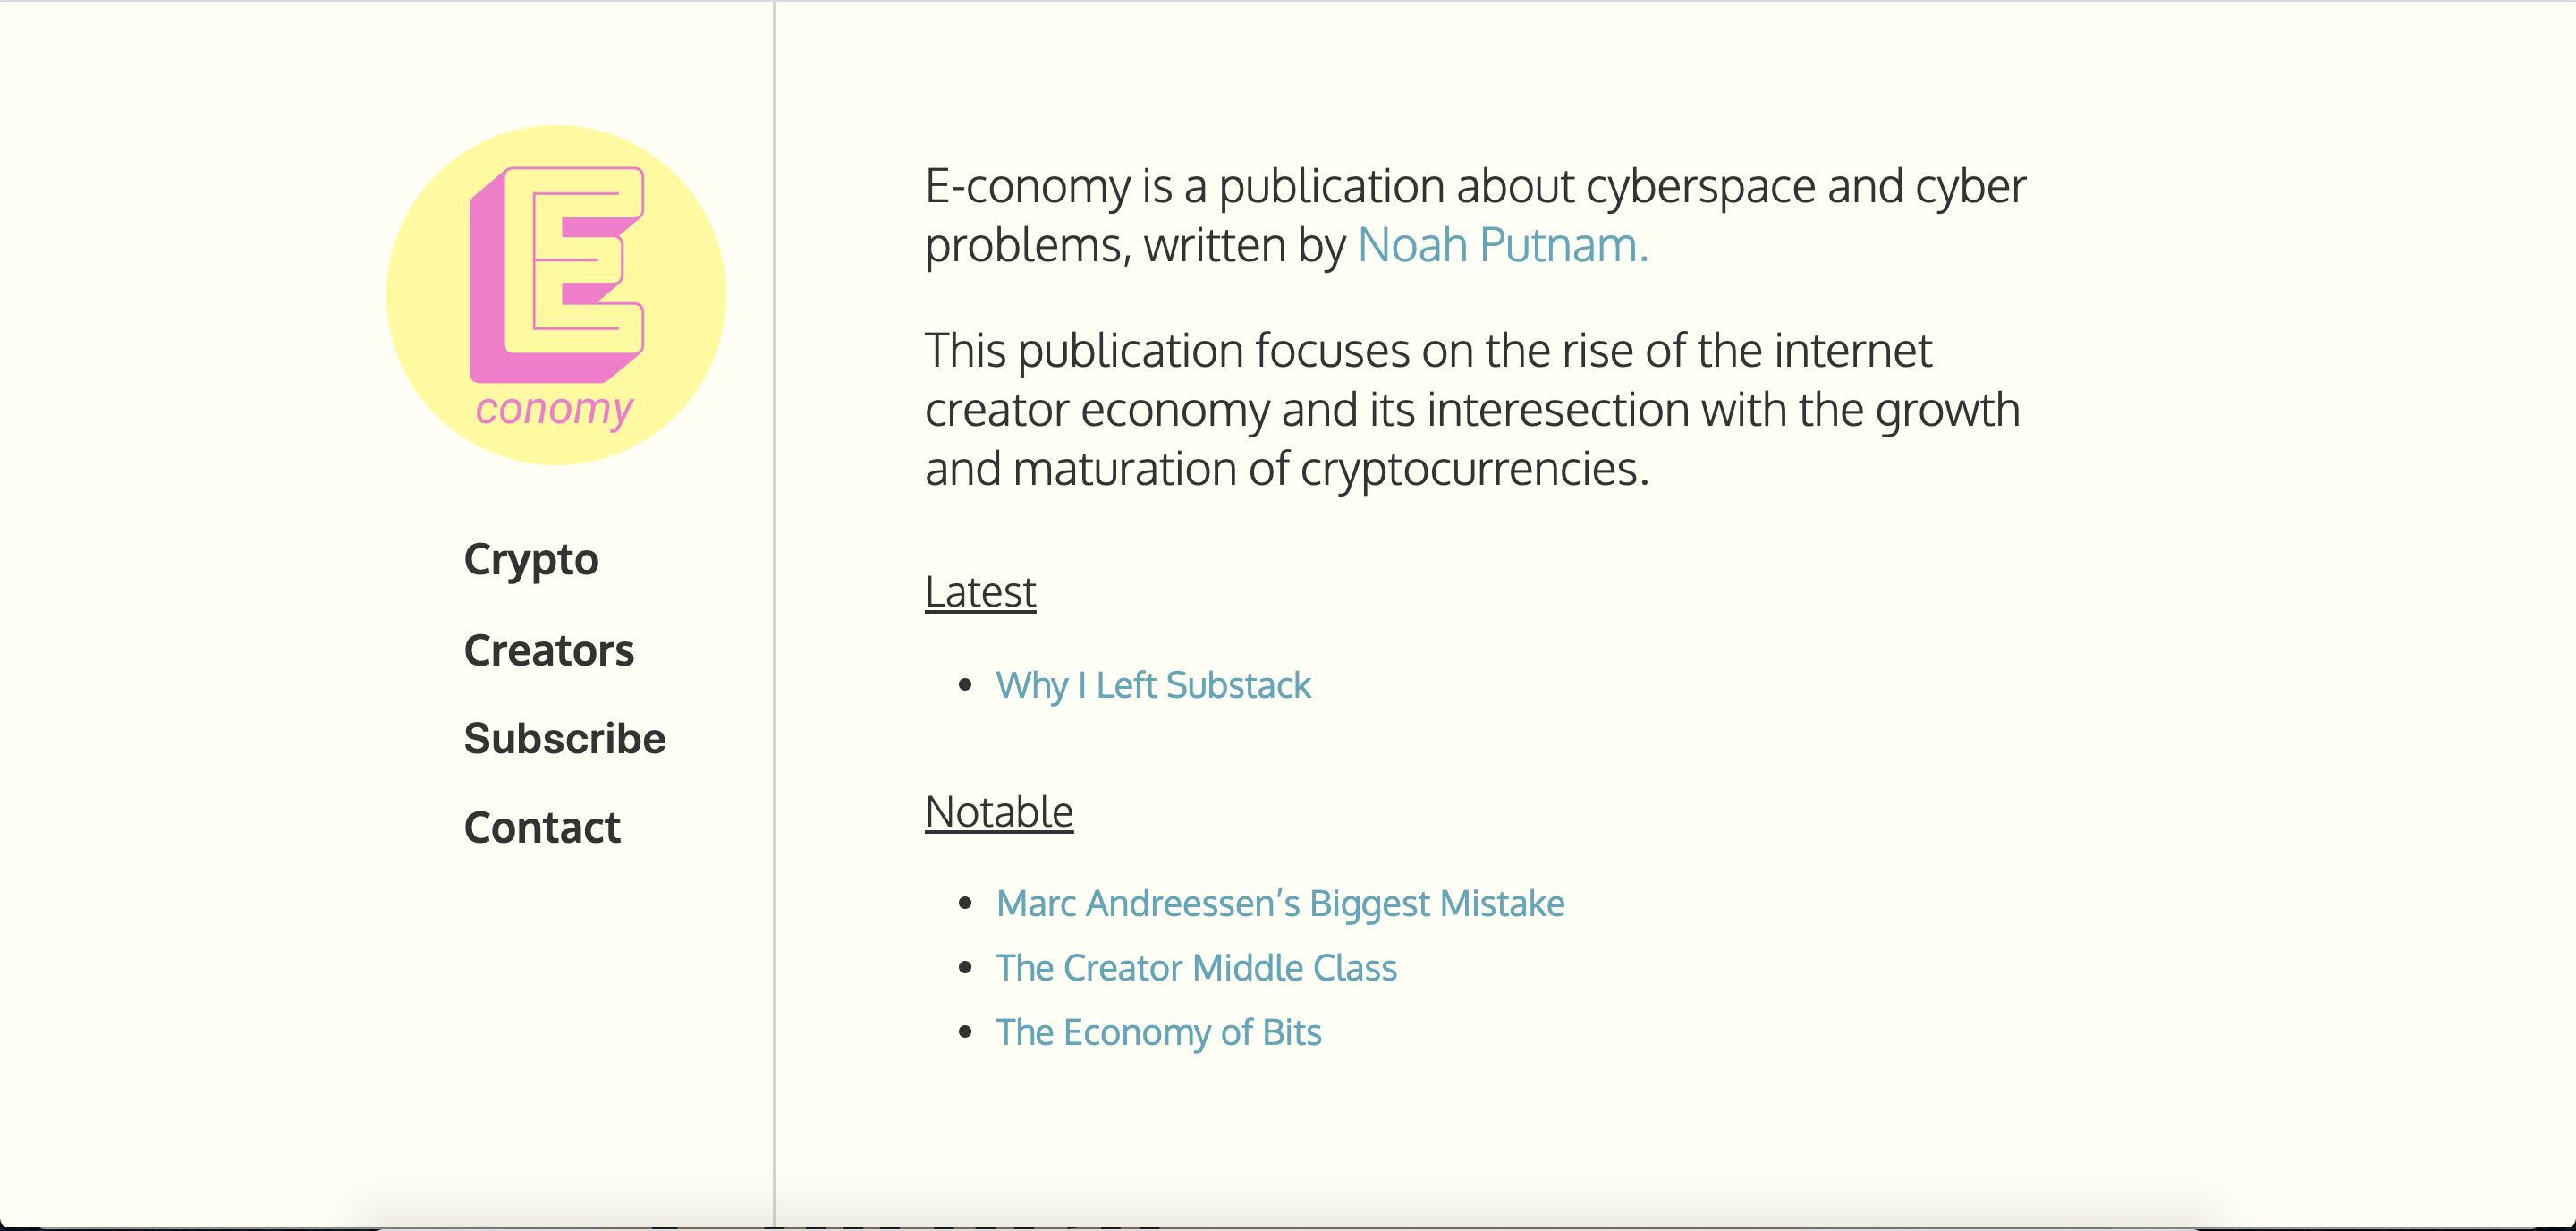 E
conomy
Crypto
Creators
Subscribe
Contact
E-conomy is a publication about cyberspace and cyber
problems, written by Noah Putnam.
This publication focuses on the rise of the internet
creator economy and its interesection with the growth
and maturation of cryptocurrencies.
Latest
• Why I Left Substack
Notable
• Marc Andreessen’s Biggest Mistake
• The Creator Middle Class
• The Economy of Bits